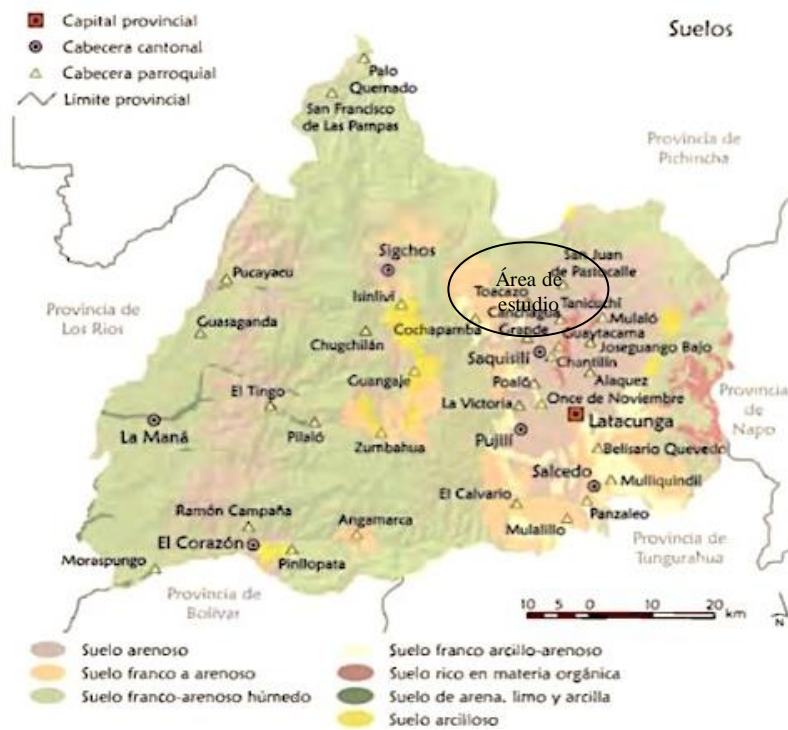 Capital provincial
Cabecera cantonal
Cabecera parroquial
Límite provincial
Suelos
Palo
Quemado
San Francisco
de Las Pampas
Provincia de
Pichincha
Sigchos
San Juan
de Pastocalle
Área de
estudio
Pucayacu
Toacazo
Isinliví
Tanicuchí
Canchagua
Grande
Mulaló
Provincia de
Los Ríos
Guasaganda
Cochapamba
Guaytacama
Chugchilán
Joseguango Bajo
Saquisilí
Chantilín
Guangaje
Poaló
Alaquez
El Tingo
La Victoria
Once de Noviembre
Provincia
de
Napo
La Maná
Pilaló
Latacunga
Zumbahua
Pujilí
Belisario Quevedo
Salcedo
Mulliquindil
El Calvario
Ramón Campaña
Angamarca
Panzaleo
Mulalillo
El Corazón
Pinllopata
Provincia de
Tungurahua
Moraspungo
Provincia de
Bolívar
10 5 0 10 20
km
N
Suelo arenoso
Suelo franco a arenoso
Suelo franco-arenoso húmedo
Suelo franco arcillo-arenoso
Suelo rico en materia orgánica
Suelo de arena, limo y arcilla
Suelo arcilloso